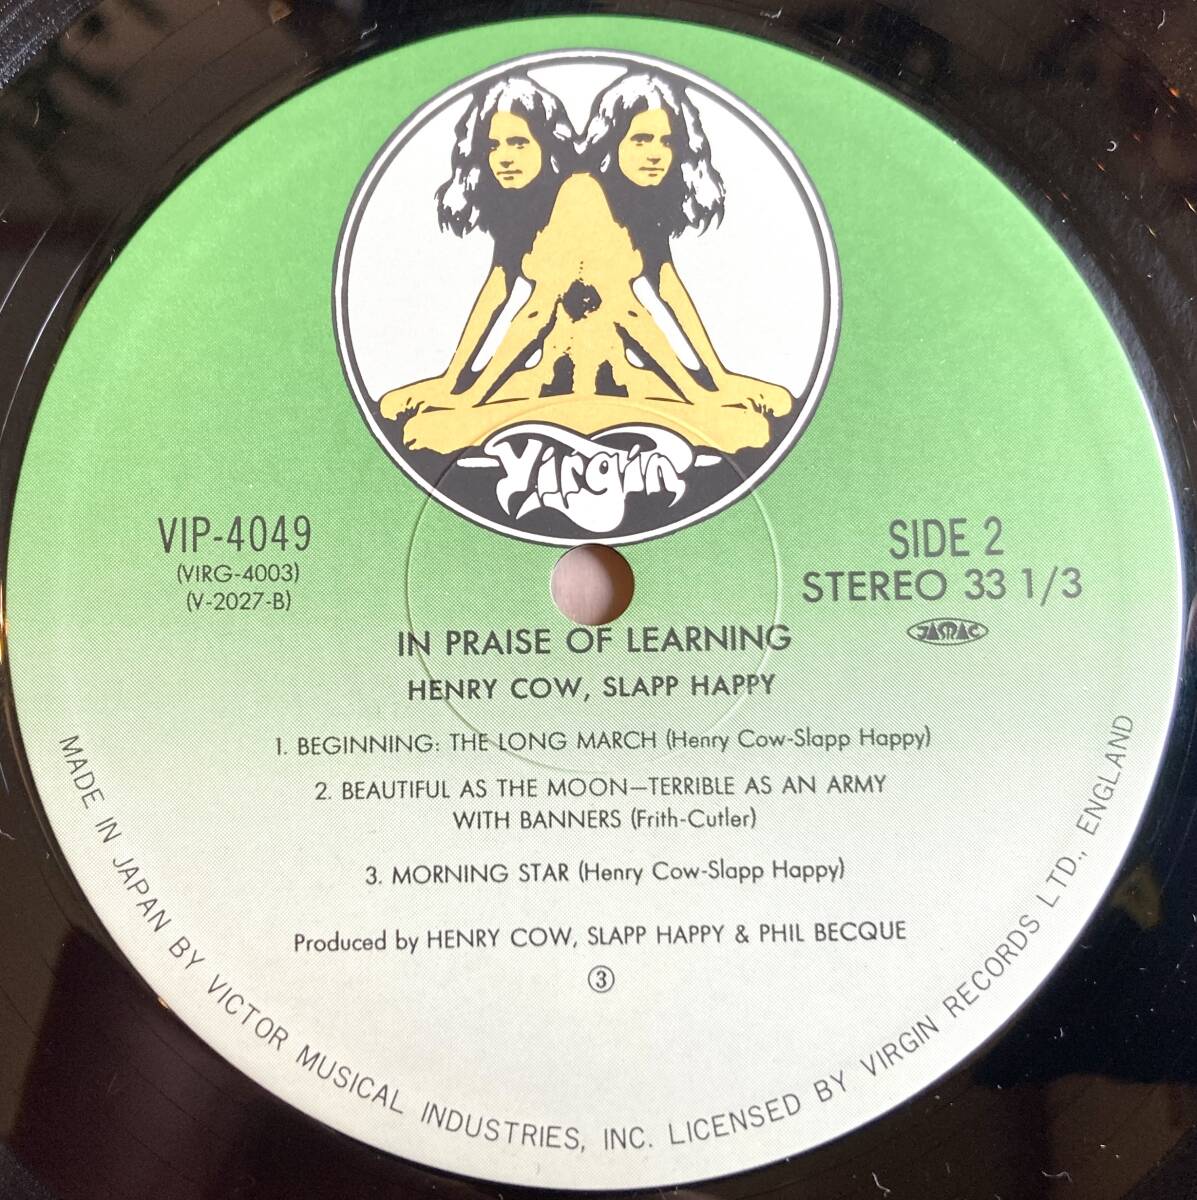 Virgin
VIP-4049
(VIRG-4003)
(V-2027-B)
SIDE 2
STEREO 33 1/3
JASRAC
IN PRAISE OF LEARNING
HENRY COW, SLAPP HAPPY
1. BEGINNING: THE LONG MARCH (Henry Cow-Slapp Happy)
2. BEAUTIFUL AS THE MOON—TERRIBLE AS AN ARMY
WITH BANNERS (Frith-Cutler)
3. MORNING STAR (Henry Cow-Slapp Happy)
Produced by HENRY COW, SLAPP HAPPY & PHIL BECQUE
③
MADE IN JAPAN BY VICTOR MUSICAL INDUSTRIES, INC. LICENSED BY VIRGIN RECORDS LTD., ENGLAND